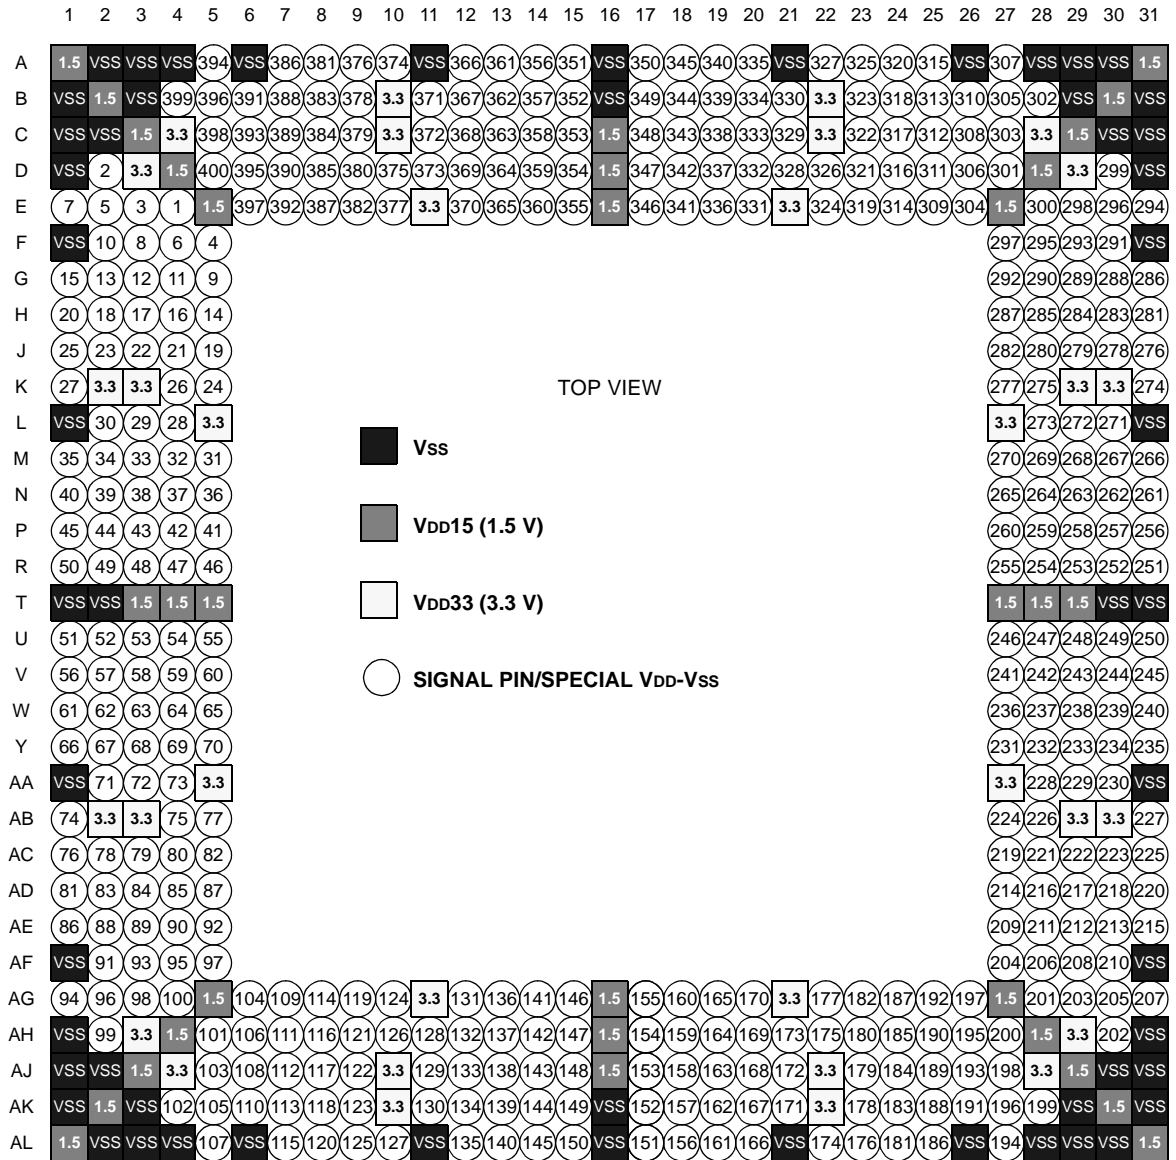 1 2 3 4 5 6 7 8 9 10 11 12 13 14 15 16 17 18 19 20 21 22 23 24 25 26 27 28 29 30 31
A 1.5 VSS VSS VSS 394 VSS 386 381 376 374 VSS 366 361 356 351 VSS 350 345 340 335 VSS 327 325 320 315 VSS 307 VSS VSS VSS 1.5
B VSS 1.5 VSS 399 396 391 388 383 378 3.3 371 367 362 357 352 VSS 349 344 339 334 330 3.3 323 318 313 310 305 302 VSS 1.5 VSS
C VSS VSS 1.5 3.3 398 393 389 384 379 3.3 372 368 363 358 353 1.5 348 343 338 333 329 3.3 322 317 312 308 303 3.3 1.5 VSS VSS
D VSS 2 3.3 1.5 400 395 390 385 380 375 373 369 364 359 354 1.5 347 342 337 332 328 326 321 316 311 306 301 1.5 3.3 299 VSS
E 7 5 3 1 1.5 397 392 387 382 377 3.3 370 365 360 355 1.5 346 341 336 331 3.3 324 319 314 309 304 1.5 300 298 296 294
F VSS 10 8 6 4 297 295 293 291 VSS
G 15 13 12 11 9 292 290 289 288 286
H 20 18 17 16 14 287 285 284 283 281
J 25 23 22 21 19 282 280 279 278 276
K 27 3.3 3.3 26 24 TOP VIEW 277 275 3.3 3.3 274
L VSS 30 29 28 3.3 VSS 3.3 273 272 271 VSS
M 35 34 33 32 31 270 269 268 267 266
N 40 39 38 37 36 265 264 263 262 261
P 45 44 43 42 41 VDD15 (1.5 V) 260 259 258 257 256
R 50 49 48 47 46 255 254 253 252 251
T VSS VSS 1.5 1.5 1.5 VDD33 (3.3 V) 1.5 1.5 1.5 VSS VSS
U 51 52 53 54 55 246 247 248 249 250
V 56 57 58 59 60 SIGNAL PIN/SPECIAL VDD-VSS 241 242 243 244 245
W 61 62 63 64 65 236 237 238 239 240
Y 66 67 68 69 70 231 232 233 234 235
AA VSS 71 72 73 3.3 3.3 228 229 230 VSS
AB 74 3.3 3.3 75 77 224 226 3.3 3.3 227
AC 76 78 79 80 82 219 221 222 223 225
AD 81 83 84 85 87 214 216 217 218 220
AE 86 88 89 90 92 209 211 212 213 215
AF VSS 91 93 95 97 204 206 208 210 VSS
AG 94 96 98 100 1.5 104 109 114 119 124 3.3 131 136 141 146 1.5 155 160 165 170 3.3 177 182 187 192 197 1.5 201 203 205 207
AH VSS 99 3.3 1.5 101 106 111 116 121 126 128 132 137 142 147 1.5 154 159 164 169 173 175 180 185 190 195 200 1.5 3.3 202 VSS
AJ VSS VSS 1.5 3.3 103 108 112 117 122 3.3 129 133 138 143 148 1.5 153 158 163 168 172 3.3 179 184 189 193 198 3.3 1.5 VSS VSS
AK VSS 1.5 VSS 102 105 110 113 118 123 3.3 130 134 139 144 149 VSS 152 157 162 167 171 3.3 178 183 188 191 196 199 VSS 1.5 VSS
AL 1.5 VSS VSS VSS 107 VSS 115 120 125 127 VSS 135 140 145 150 VSS 151 156 161 166 VSS 174 176 181 186 VSS 194 VSS VSS VSS 1.5